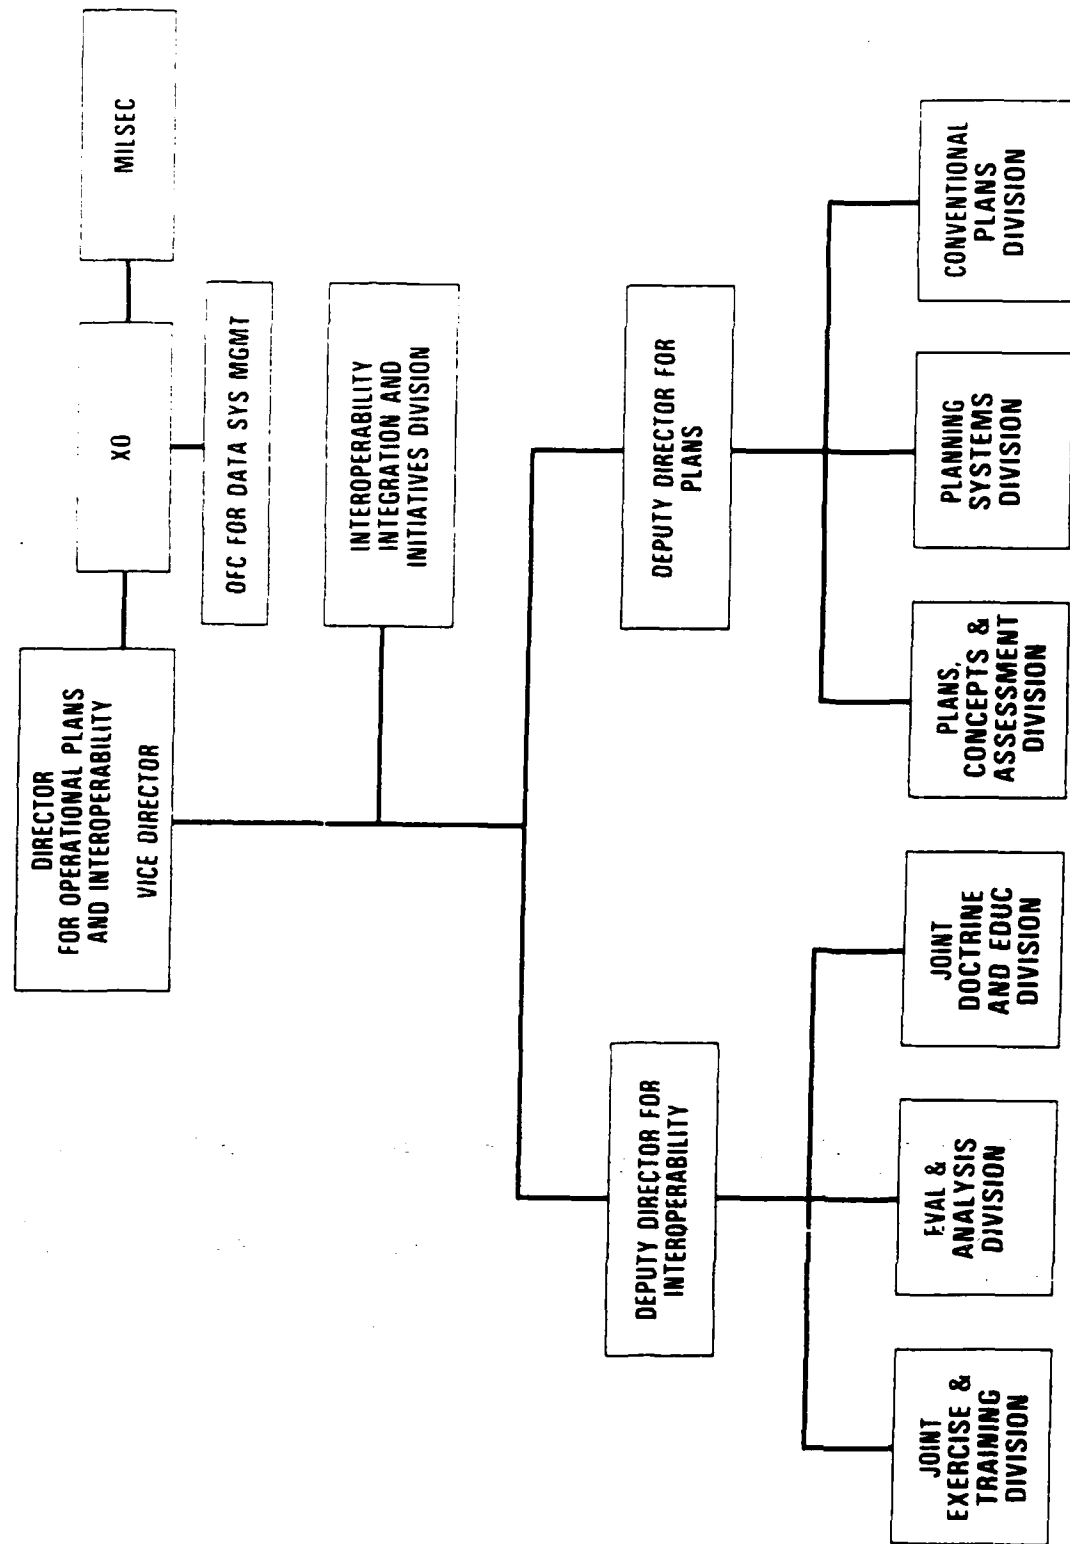 DIRECTOR
FOR OPERATIONAL PLANS
AND INTEROPERABILITY
VICE DIRECTOR
XO
MILSEC
OFC FOR DATA SYS MGMT
INTEROPERABILITY
INTEGRATION AND
INITIATIVES DIVISION
DEPUTY DIRECTOR FOR
INTEROPERABILITY
DEPUTY DIRECTOR FOR
PLANS
JOINT
EXERCISE &
TRAINING
DIVISION
EVAL &
ANALYSIS
DIVISION
JOINT
DOCTRINE
AND EDUC
DIVISION
PLANS,
CONCEPTS &
ASSESSMENT
DIVISION
PLANNING
SYSTEMS
DIVISION
CONVENTIONAL
PLANS
DIVISION